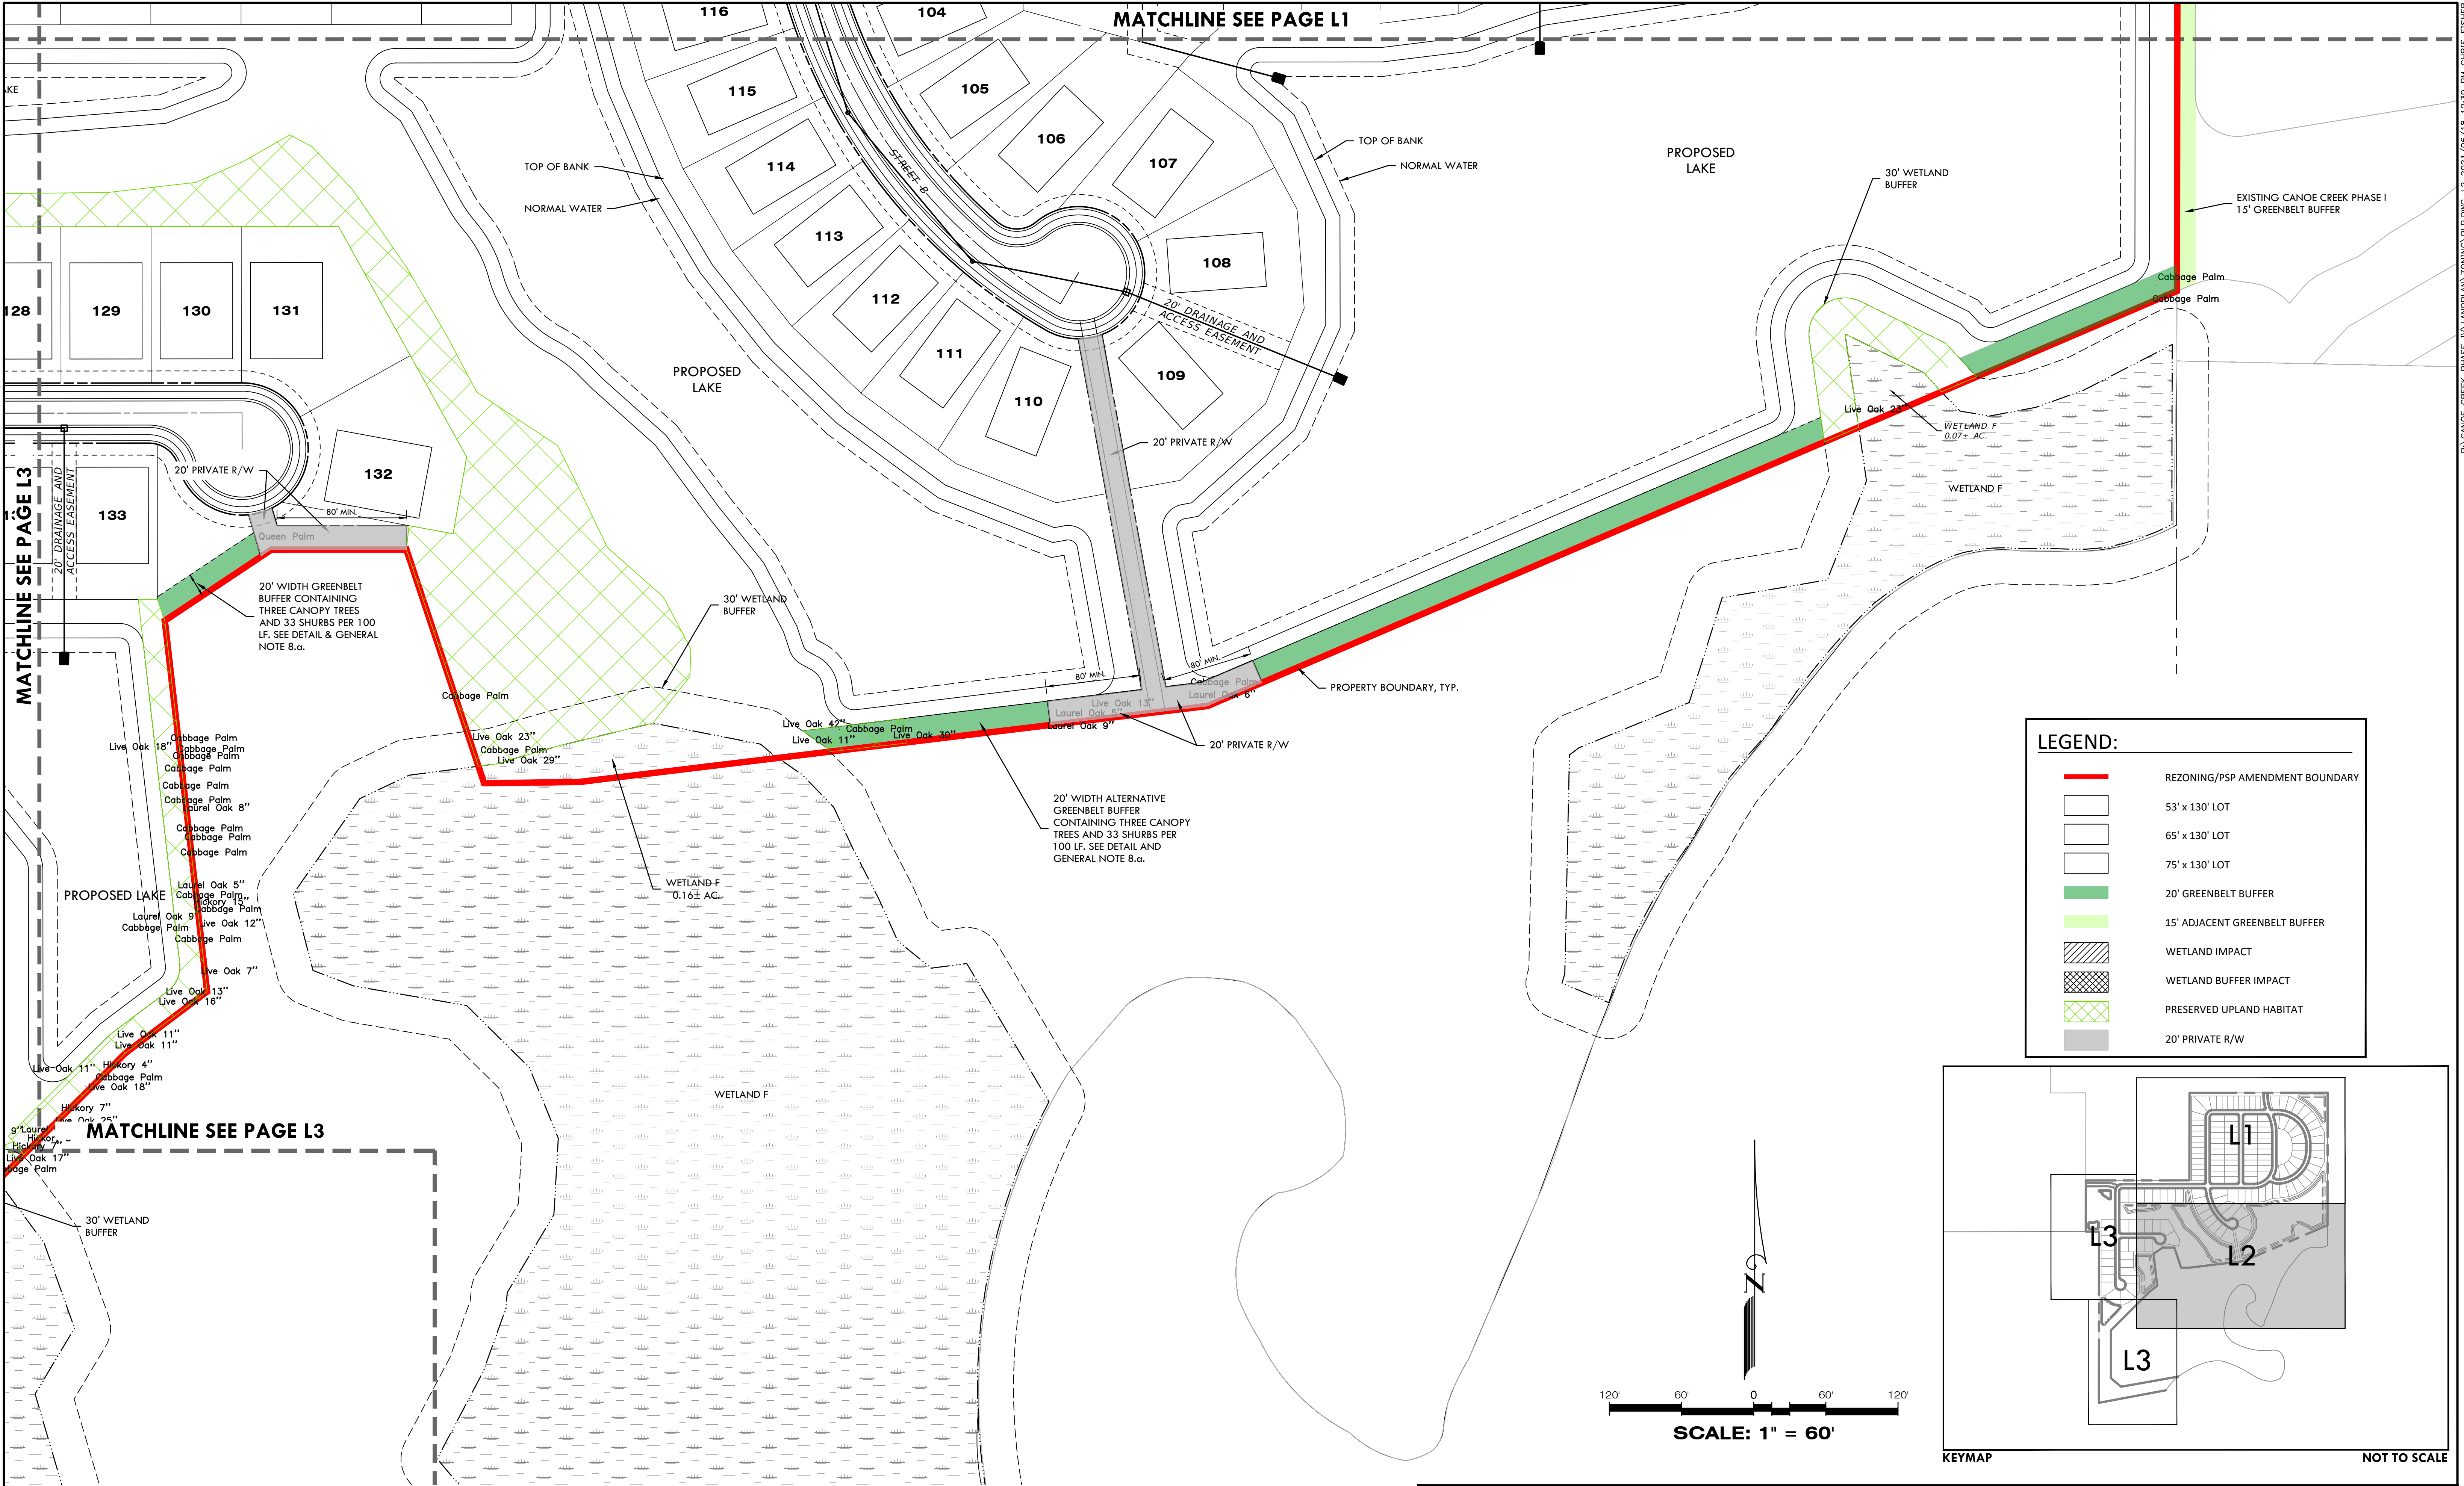 MATCHLINE SEE PAGE L1
116
104
115
105
114
106
107
113
108
112
111
109
110
STREET B
TOP OF BANK
NORMAL WATER
TOP OF BANK
NORMAL WATER
PROPOSED
LAKE
30' WETLAND
BUFFER
EXISTING CANOE CREEK PHASE I
15' GREENBELT BUFFER
Cabbage Palm
Cabbage Palm
20' DRAINAGE AND
ACCESS EASEMENT
128
129
130
131
PROPOSED
LAKE
Live Oak 23"
WETLAND F
0.07± AC.
WETLAND F
20' PRIVATE R/W
MATCHLINE SEE PAGE L3
20' DRAINAGE AND
ACCESS EASEMENT
20' PRIVATE R/W
132
133
80' MIN.
Queen Palm
20' WIDTH GREENBELT
BUFFER CONTAINING
THREE CANOPY TREES
AND 33 SHURBS PER 100
LF. SEE DETAIL & GENERAL
NOTE 8.a.
30' WETLAND
BUFFER
80' MIN.
80' MIN.
Cabbage Palm
Laurel Oak 6"
Live Oak 13"
Laurel Oak 5"
Laurel Oak 9"
PROPERTY BOUNDARY, TYP.
20' PRIVATE R/W
Cabbage Palm
Live Oak 42"
Cabbage Palm
Live Oak 30"
Live Oak 11"
Live Oak 23"
Cabbage Palm
Live Oak 29"
20' WIDTH ALTERNATIVE
GREENBELT BUFFER
CONTAINING THREE CANOPY
TREES AND 33 SHURBS PER
100 LF. SEE DETAIL AND
GENERAL NOTE 8.a.
Cabbage Palm
Live Oak 18"
Cabbage Palm
Cabbage Palm
Cabbage Palm
Cabbage Palm
Cabbage Palm
Laurel Oak 8"
Cabbage Palm
Cabbage Palm
Cabbage Palm
Laurel Oak 5"
Cabbage Palm
Hickory 15"
Cabbage Palm
Laurel Oak 9
Live Oak 12"
Cabbage Palm
Cabbage Palm
PROPOSED LAKE
Live Oak 7"
Live Oak 13"
Live Oak 16"
Live Oak 11"
Live Oak 11"
Live Oak 11"
Hickory 4"
Cabbage Palm
Live Oak 18"
Hickory 7"
Live Oak 25"
9" Laurel
Hickory 7"
Live Oak 17"
WETLAND F
0.16± AC.
WETLAND F
MATCHLINE SEE PAGE L3
30' WETLAND
BUFFER
LEGEND:
REZONING/PSP AMENDMENT BOUNDARY
53' x 130' LOT
65' x 130' LOT
75' x 130' LOT
20' GREENBELT BUFFER
15' ADJACENT GREENBELT BUFFER
WETLAND IMPACT
WETLAND BUFFER IMPACT
PRESERVED UPLAND HABITAT
20' PRIVATE R/W
L1
L3
L2
L3
KEYMAP
NOT TO SCALE
N
120' 60' 0 60' 120'
SCALE: 1" = 60'